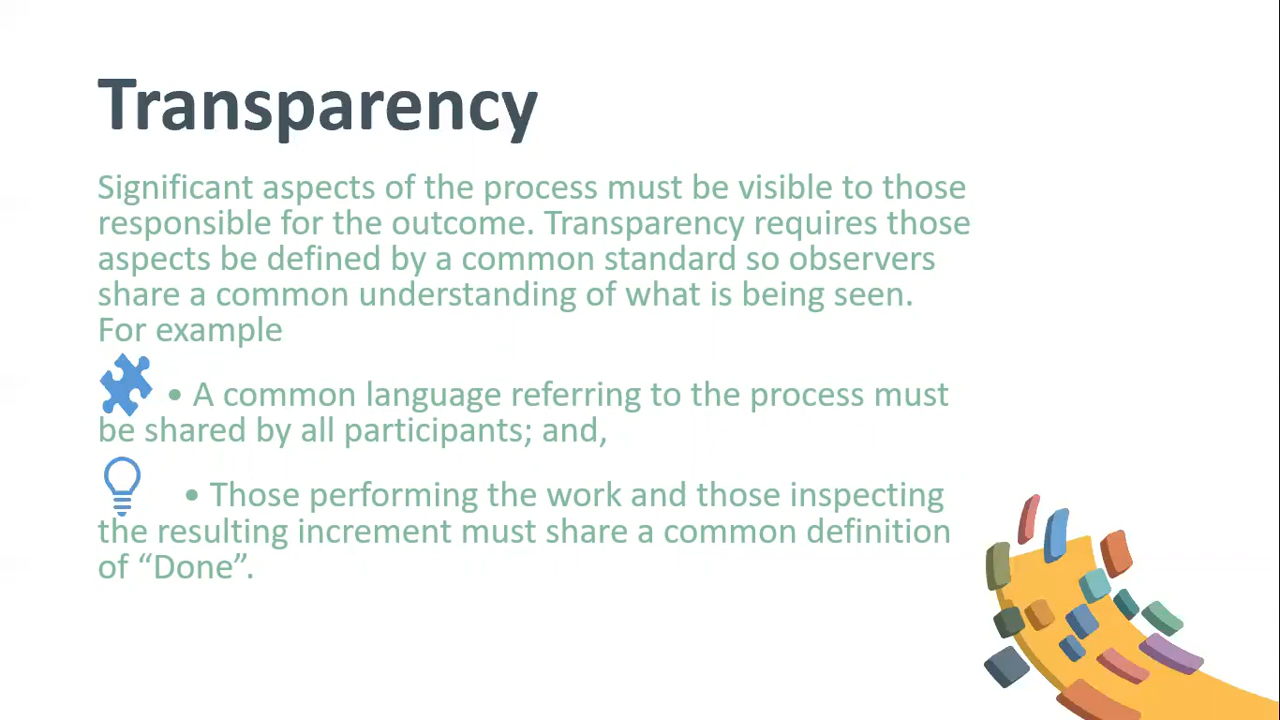 Transparency
Significant aspects of the process must be visible to those
responsible for the outcome. Transparency requires those
aspects be defined by a common standard so observers
share a common understanding of what is being seen.
For example
• A common language referring to the process must
be shared by all participants; and,
• Those performing the work and those inspecting
the resulting increment must share a common definition
of “Done”.